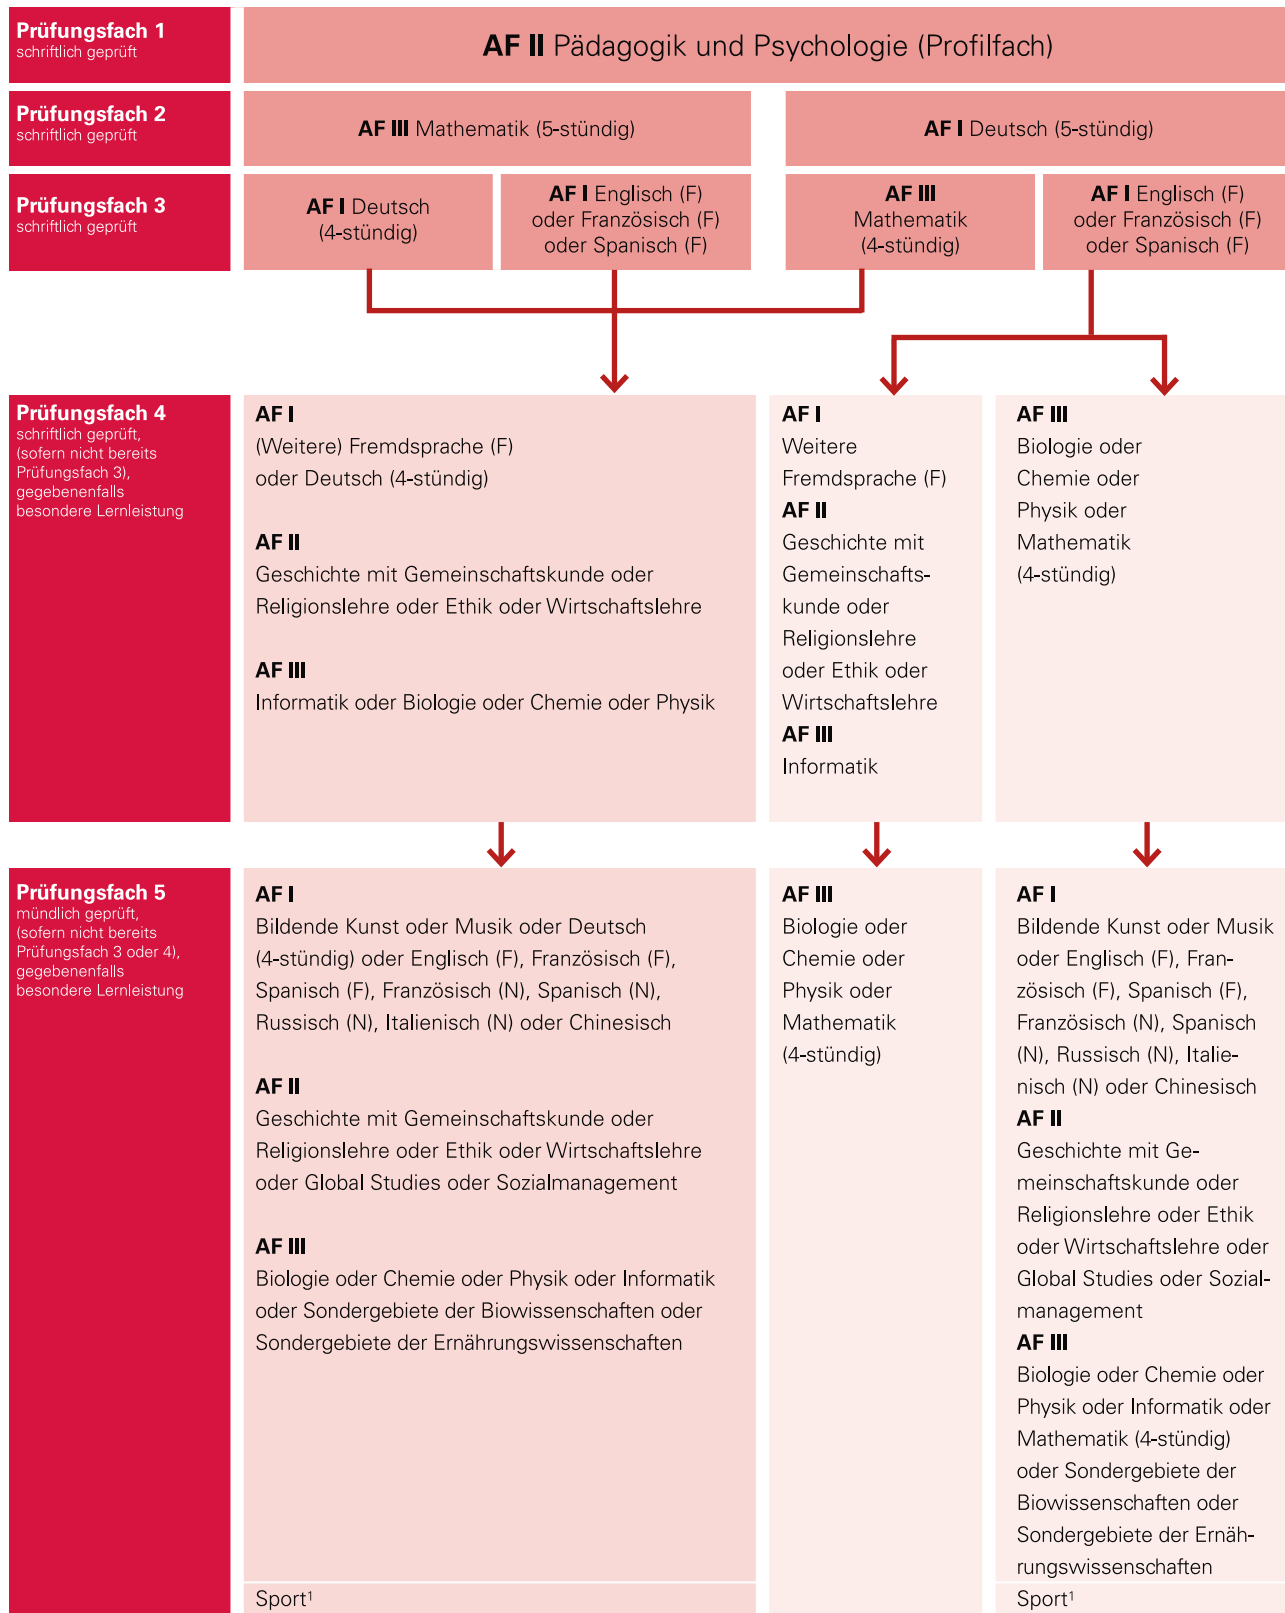 Prüfungsfach 1
schriftlich geprüft
AF II Pädagogik und Psychologie (Profilfach)
Prüfungsfach 2
schriftlich geprüft
AF III Mathematik (5-stündig)
AF I Deutsch (5-stündig)
Prüfungsfach 3
schriftlich geprüft
AF I Deutsch
(4-stündig)
AF I Englisch (F)
oder Französisch (F)
oder Spanisch (F)
AF III
Mathematik
(4-stündig)
AF I Englisch (F)
oder Französisch (F)
oder Spanisch (F)
Prüfungsfach 4
schriftlich geprüft,
(sofern nicht bereits
Prüfungsfach 3),
gegebenenfalls
besondere Lernleistung
AF I
(Weitere) Fremdsprache (F)
oder Deutsch (4-stündig)
AF II
Geschichte mit Gemeinschaftskunde oder
Religionslehre oder Ethik oder Wirtschaftslehre
AF III
Informatik oder Biologie oder Chemie oder Physik
AF I
Weitere
Fremdsprache (F)
AF II
Geschichte mit
Gemeinschafts-
kunde oder
Religionslehre
oder Ethik oder
Wirtschaftslehre
AF III
Informatik
AF III
Biologie oder
Chemie oder
Physik oder
Mathematik
(4-stündig)
Prüfungsfach 5
mündlich geprüft,
(sofern nicht bereits
Prüfungsfach 3 oder 4),
gegebenenfalls
besondere Lernleistung
AF I
Bildende Kunst oder Musik oder Deutsch
(4-stündig) oder Englisch (F), Französisch (F),
Spanisch (F), Französisch (N), Spanisch (N),
Russisch (N), Italienisch (N) oder Chinesisch
AF II
Geschichte mit Gemeinschaftskunde oder
Religionslehre oder Ethik oder Wirtschaftslehre
oder Global Studies oder Sozialmanagement
AF III
Biologie oder Chemie oder Physik oder Informatik
oder Sondergebiete der Biowissenschaften oder
Sondergebiete der Ernährungswissenschaften
Sport¹
AF III
Biologie oder
Chemie oder
Physik oder
Mathematik
(4-stündig)
AF I
Bildende Kunst oder Musik
oder Englisch (F), Fran-
zösisch (F), Spanisch (F),
Französisch (N), Spanisch
(N), Russisch (N), Italie-
nisch (N) oder Chinesisch
AF II
Geschichte mit Ge-
meinschaftskunde oder
Religionslehre oder Ethik
oder Wirtschaftslehre oder
Global Studies oder Sozial-
management
AF III
Biologie oder Chemie oder
Physik oder Informatik oder
Mathematik (4-stündig)
oder Sondergebiete der
Biowissenschaften oder
Sondergebiete der Ernäh-
rungswissenschaften
Sport¹